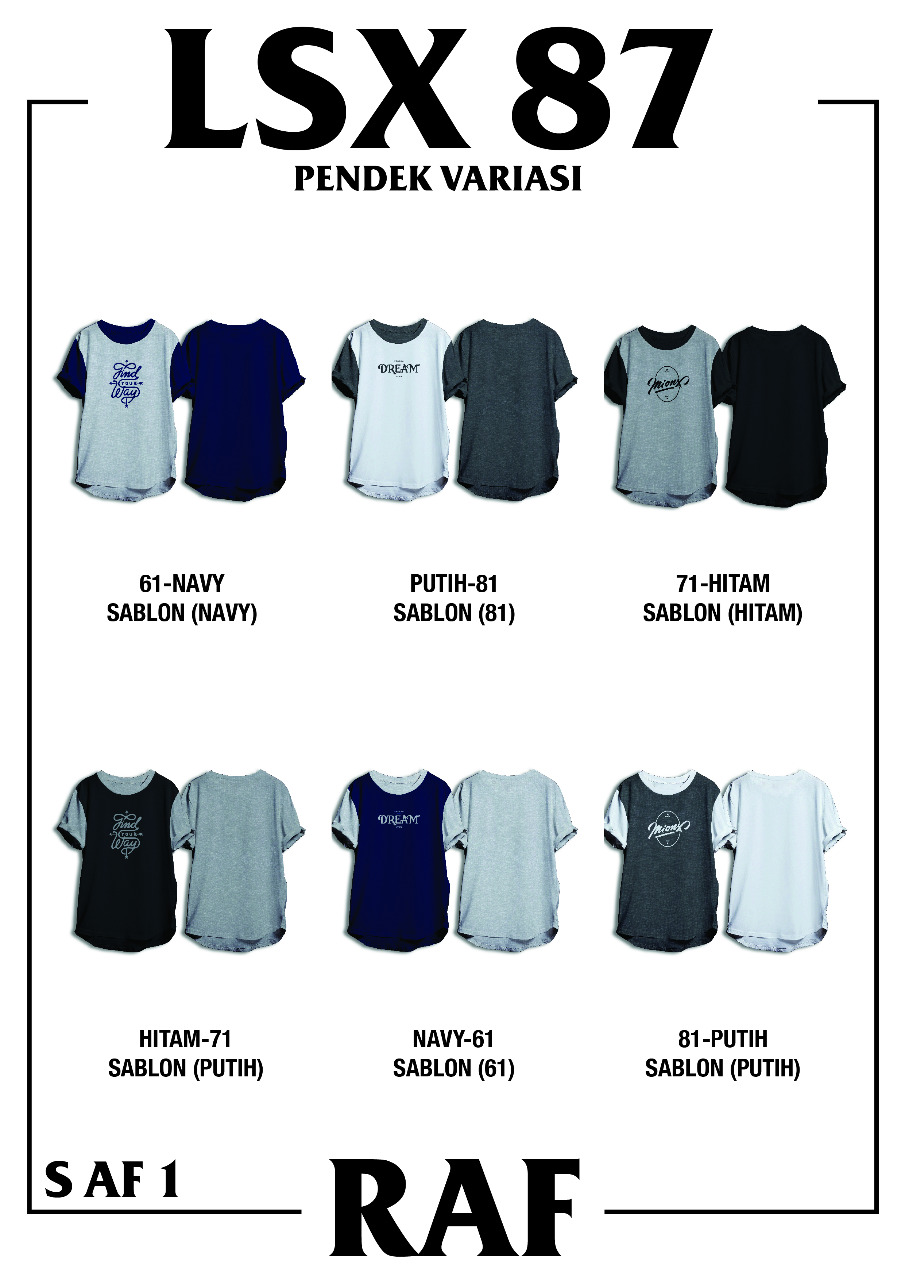 LSX 87
PENDEK VARIASI
Find
YOUR
Way
DREAM
Mionx
61-NAVY
SABLON (NAVY)
PUTIH-81
SABLON (81)
71-HITAM
SABLON (HITAM)
Find
YOUR
Way
DREAM
Mionx
HITAM-71
SABLON (PUTIH)
NAVY-61
SABLON (61)
81-PUTIH
SABLON (PUTIH)
S AF 1
RAF